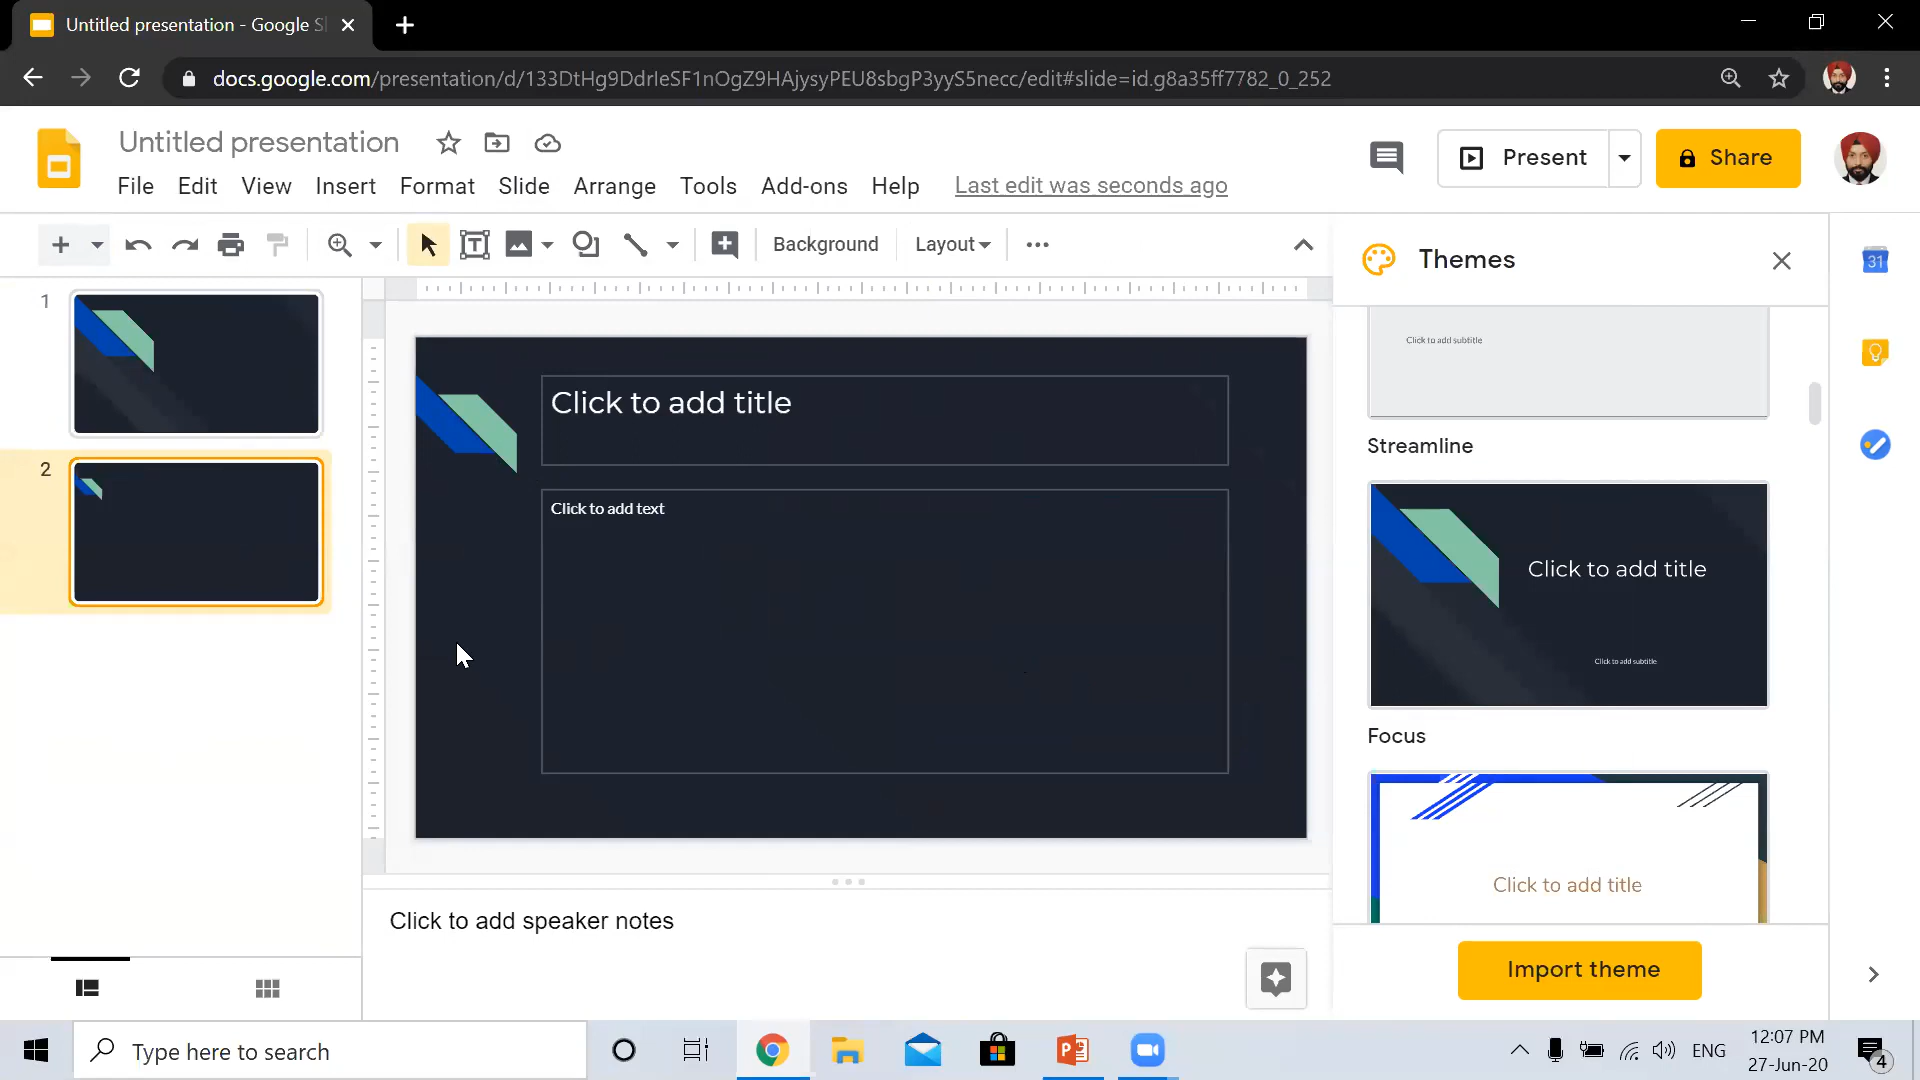 Untitled presentation - Google Sl
docs.google.com/presentation/d/133DtHg9DdrIeSF1nOgZ9HAjysyPEU8sbgP3yyS5necc/edit#slide=id.g8a35ff7782_0_252
Untitled presentation
File Edit View Insert Format Slide Arrange Tools Add-ons Help Last edit was seconds ago
Present
Share
Background Layout
Themes
31
1
2
Click to add title
Click to add text
Click to add subtitle
Streamline
Click to add title
Click to add subtitle
Focus
Click to add title
Click to add speaker notes
Import theme
Type here to search
ENG
12:07 PM
27-Jun-20
4